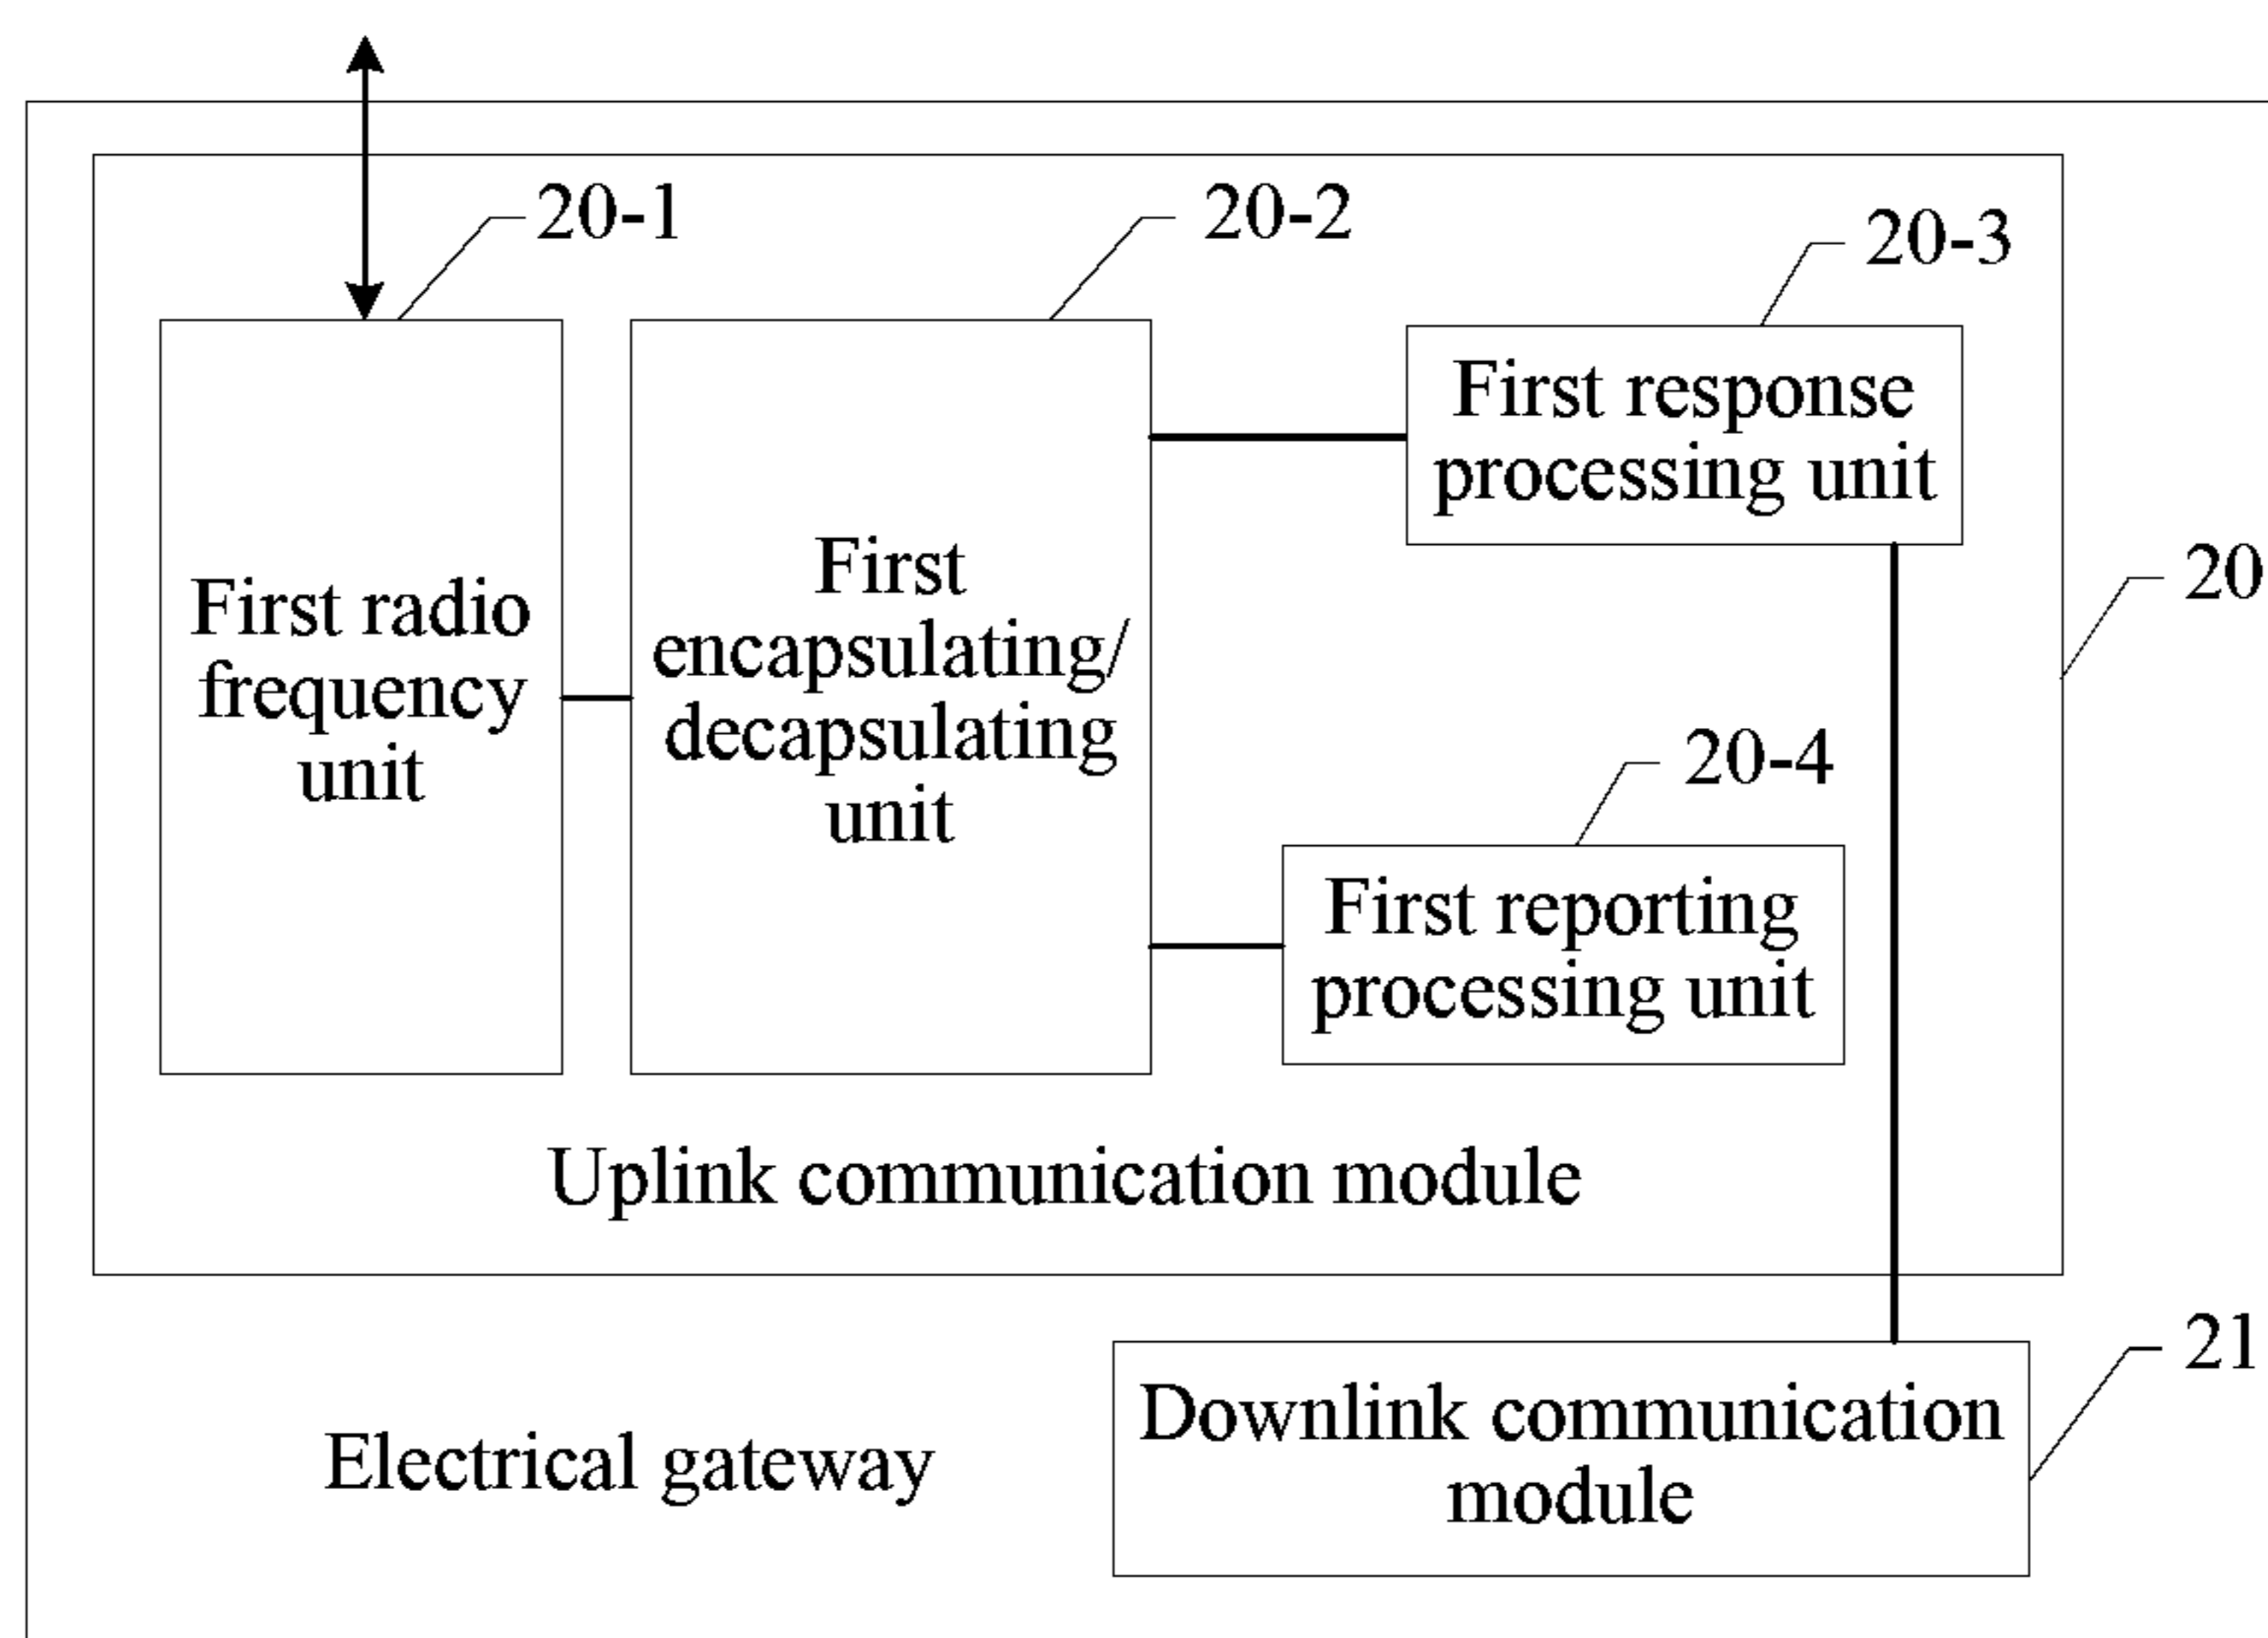 20-1
20-2
20-3
First response
processing unit
First radio
frequency
unit
First
encapsulating/
decapsulating
unit
20
20-4
First reporting
processing unit
Uplink communication module
21
Downlink communication
module
Electrical gateway